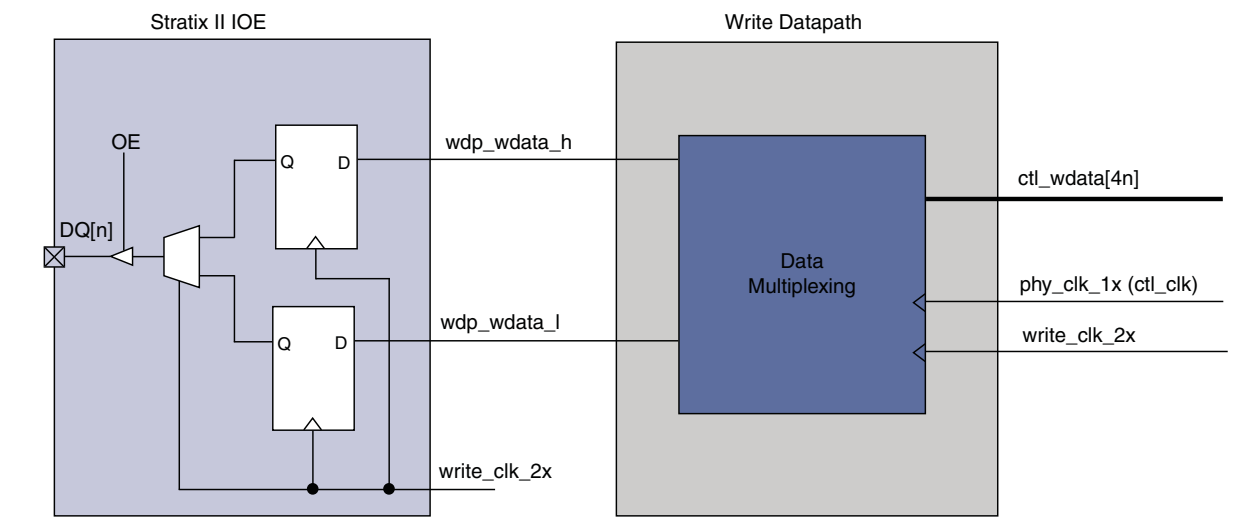 Stratix II IOE
Write Datapath
OE
wdp_wdata_h
Q
D
ctl_wdata[4n]
DQ[n]
Data
Multiplexing
phy_clk_1x (ctl_clk)
wdp_wdata_l
write_clk_2x
Q
D
write_clk_2x